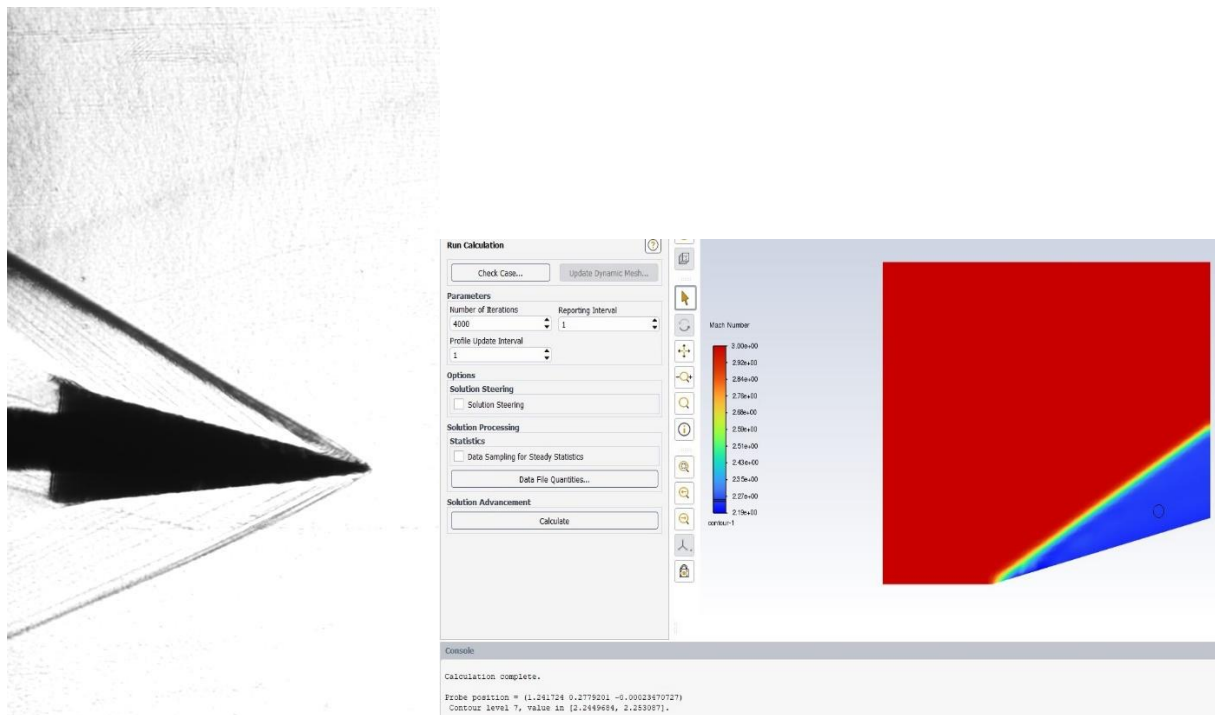 Run Calculation
Check Case...
Update Dynamic Mesh...
Parameters
Number of Iterations
Reporting Interval
4000
1
Profile Update Interval
1
Options
Solution Steering
Solution Steering
Solution Processing
Statistics
Data Sampling for Steady Statistics
Data File Quantities...
Solution Advancement
Calculate
Mach Number
3.00e+00
2.92e+00
2.84e+00
2.76e+00
2.68e+00
2.59e+00
2.51e+00
2.43e+00
2.35e+00
2.27e+00
2.19e+00
contour-1
Console
Calculation complete.
Probe position = (1.241724 0.2779201 -0.00023470727)
Contour level 7, value in [2.2449684, 2.253087].